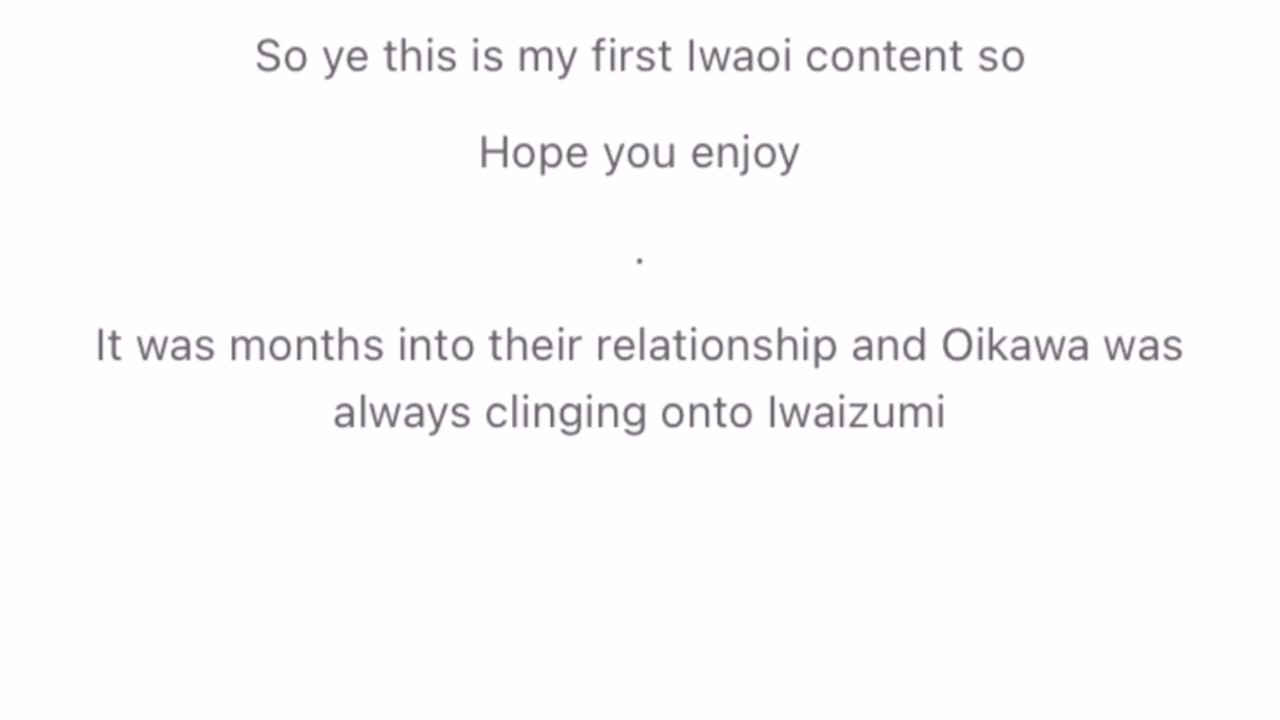 So ye this is my first Iwaoi content so
Hope you enjoy
.
It was months into their relationship and Oikawa was
always clinging onto Iwaizumi